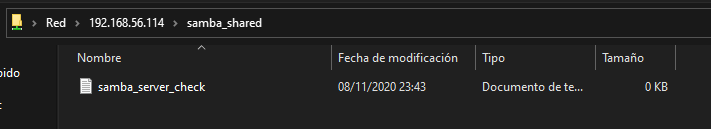 Red > 192.168.56.114 > samba_shared
Nombre Fecha de modificación Tipo Tamaño
samba_server_check 08/11/2020 23:43 Documento de te... 0 KB